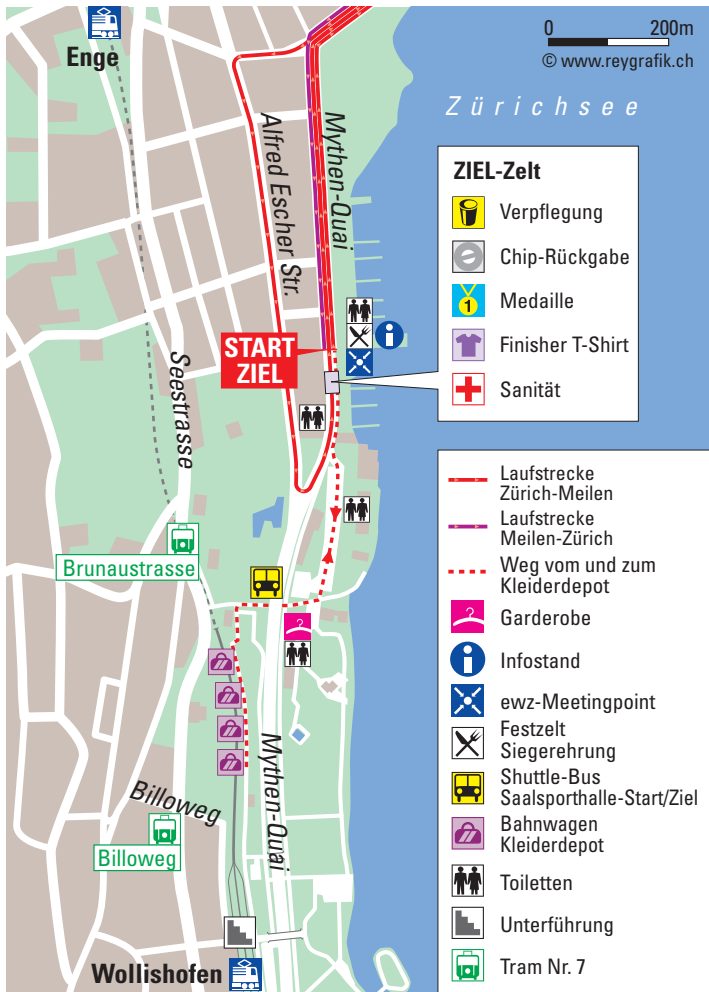 Enge
0 200m
© www.reygrafik.ch
Zürichsee
Alfred Escher Str.
Mythen-Quai
ZIEL-Zelt
Verpflegung
Chip-Rückgabe
Medaille
1
Finisher T-Shirt
Sanität
START
ZIEL
Seestrasse
Brunaustrasse
Mythen-Quai
Billoweg
Billoweg
Wollishofen
Laufstrecke
Zürich-Meilen
Laufstrecke
Meilen-Zürich
Weg vom und zum
Kleiderdepot
Garderobe
Infostand
ewz-Meetingpoint
Festzelt
Siegerehrung
Shuttle-Bus
Saalsporthalle-Start/Ziel
Bahnwagen
Kleiderdepot
Toiletten
Unterführung
Tram Nr. 7